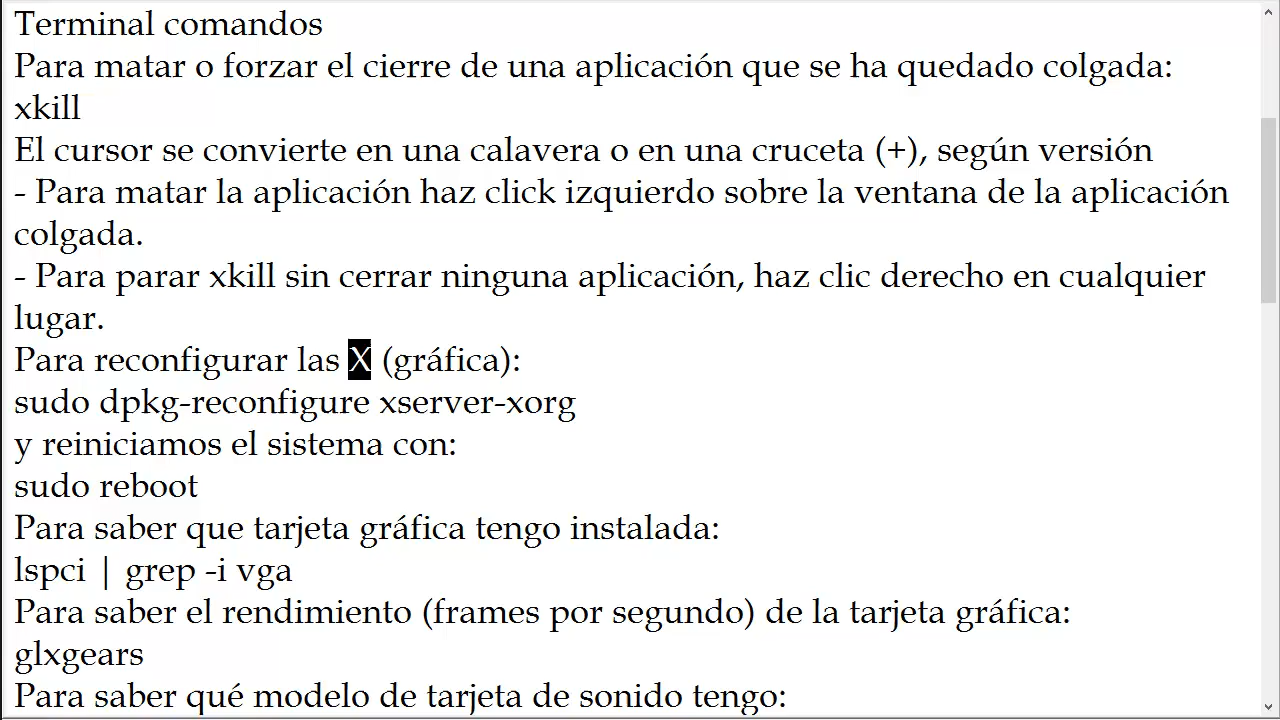 Terminal comandos
Para matar o forzar el cierre de una aplicación que se ha quedado colgada:
xkill
El cursor se convierte en una calavera o en una cruceta (+), según versión
- Para matar la aplicación haz click izquierdo sobre la ventana de la aplicación
colgada.
- Para parar xkill sin cerrar ninguna aplicación, haz clic derecho en cualquier
lugar.
Para reconfigurar las X (gráfica):
sudo dpkg-reconfigure xserver-xorg
y reiniciamos el sistema con:
sudo reboot
Para saber que tarjeta gráfica tengo instalada:
lspci | grep -i vga
Para saber el rendimiento (frames por segundo) de la tarjeta gráfica:
glxgears
Para saber qué modelo de tarjeta de sonido tengo: